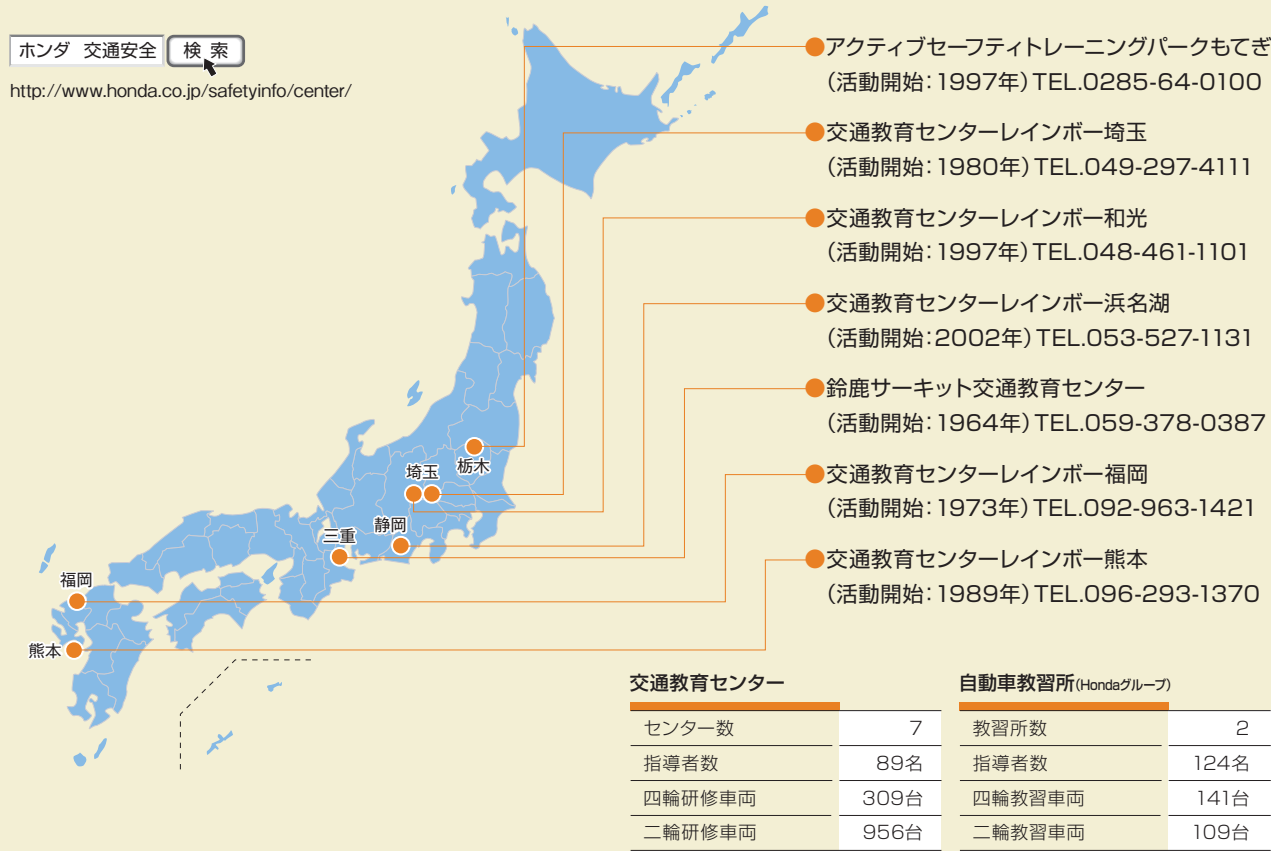 ホンダ 交通安全 検 索
http://www.honda.co.jp/safetyinfo/center/
●アクティブセーフティトレーニングパークもてぎ
(活動開始:1997年)TEL.0285-64-0100
●交通教育センターレインボー埼玉
(活動開始:1980年)TEL.049-297-4111
●交通教育センターレインボー和光
(活動開始:1997年)TEL.048-461-1101
●交通教育センターレインボー浜名湖
(活動開始:2002年)TEL.053-527-1131
●鈴鹿サーキット交通教育センター
(活動開始:1964年)TEL.059-378-0387
●交通教育センターレインボー福岡
(活動開始:1973年)TEL.092-963-1421
●交通教育センターレインボー熊本
(活動開始:1989年)TEL.096-293-1370
栃木
埼玉
静岡
三重
福岡
熊本
交通教育センター
センター数 7
指導者数 89名
四輪研修車両 309台
二輪研修車両 956台
自動車教習所(Hondaグループ)
教習所数 2
指導者数 124名
四輪教習車両 141台
二輪教習車両 109台